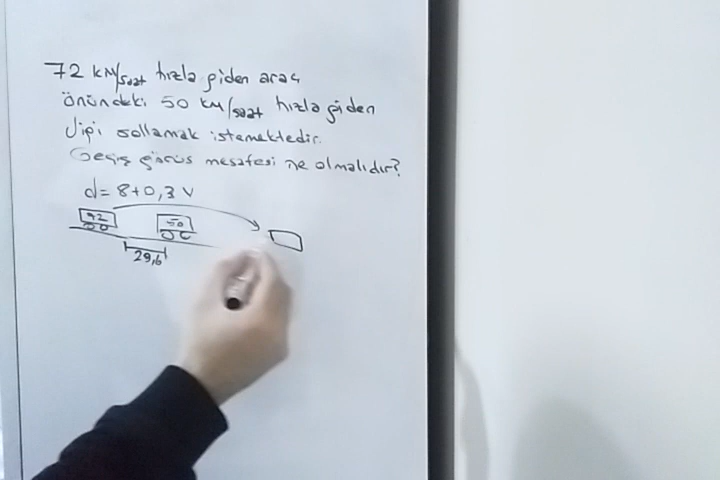 72 KM/saat hızla giden araç
önündeki 50 KM/saat hızla giden
jipi sollamak istemektedir.
Geçiş görüş mesafesi ne olmalıdır?
d = 8+0,3 V
92 50
29,6